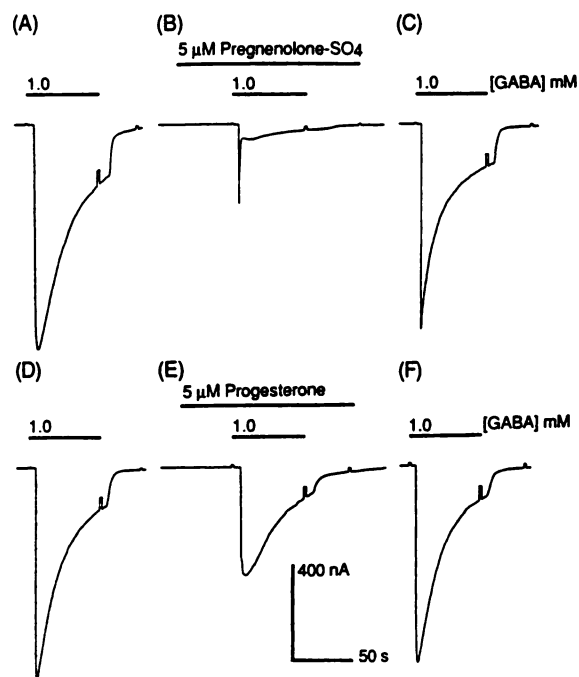 (A)
(B)
(C)
5 μM Pregnenolone-SO4
1.0
1.0
1.0
[GABA] mM
(D)
(E)
(F)
5 μM Progesterone
1.0
1.0
1.0
[GABA] mM
400 nA
50 s